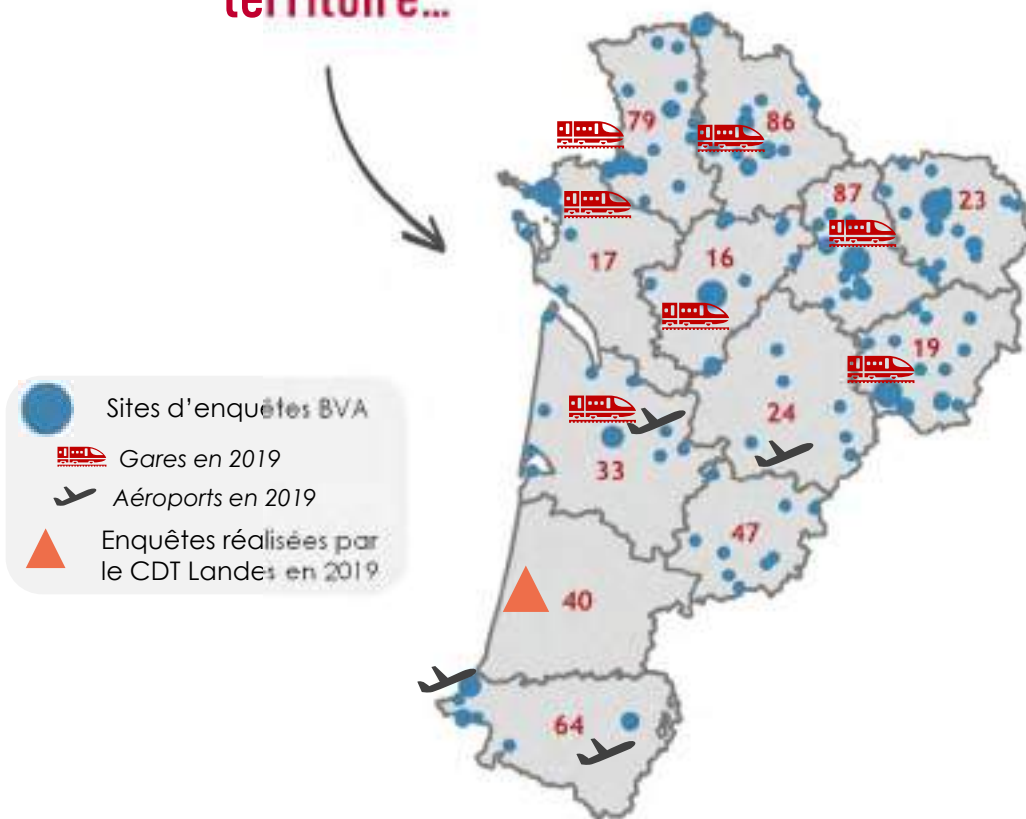 territoire...
79
86
87
23
17
16
19
24
33
47
40
64
Sites d'enquêtes BVA
Gares en 2019
Aéroports en 2019
Enquêtes réalisées par
le CDT Landes en 2019